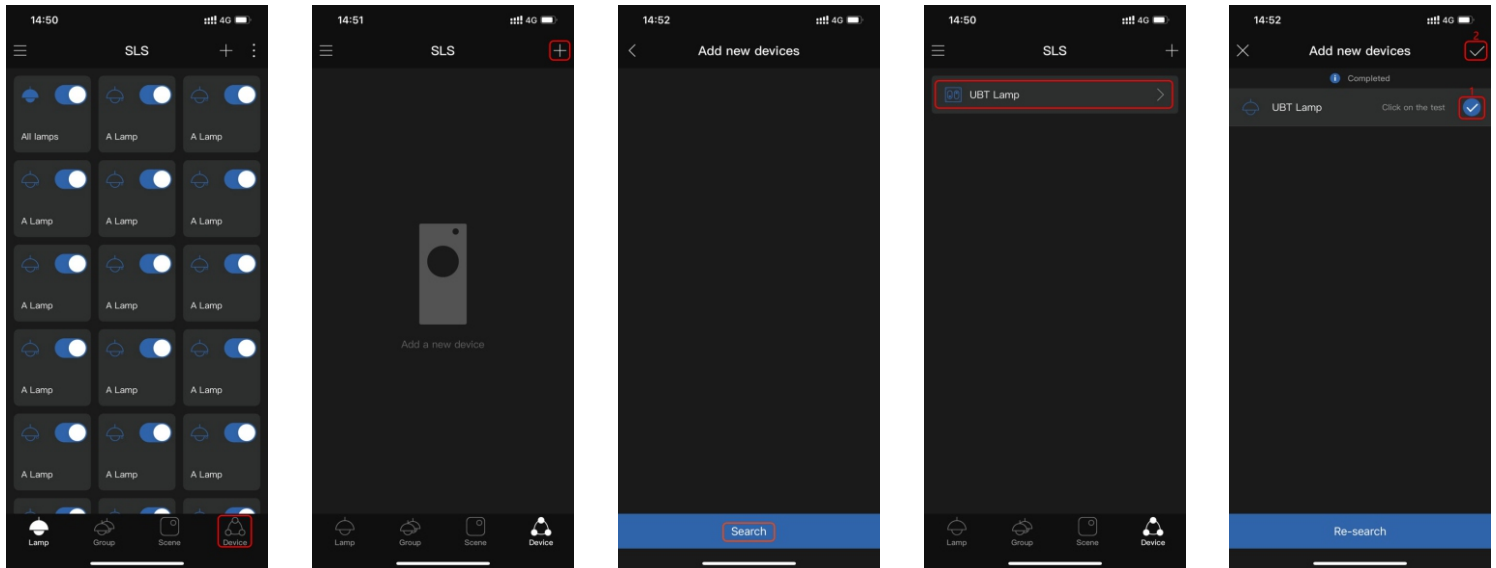 14:50 4G
SLS
All lamps A Lamp A Lamp
A Lamp A Lamp A Lamp
A Lamp A Lamp A Lamp
A Lamp A Lamp A Lamp
A Lamp A Lamp A Lamp
Lamp Group Scene Device
14:51 4G
SLS
Add a new device
Lamp Group Scene Device
14:52 4G
Add new devices
Search
14:50 4G
SLS
UBT Lamp
Lamp Group Scene Device
14:52 4G
2
Add new devices
Completed
1
UBT Lamp Click on the test
Re-search